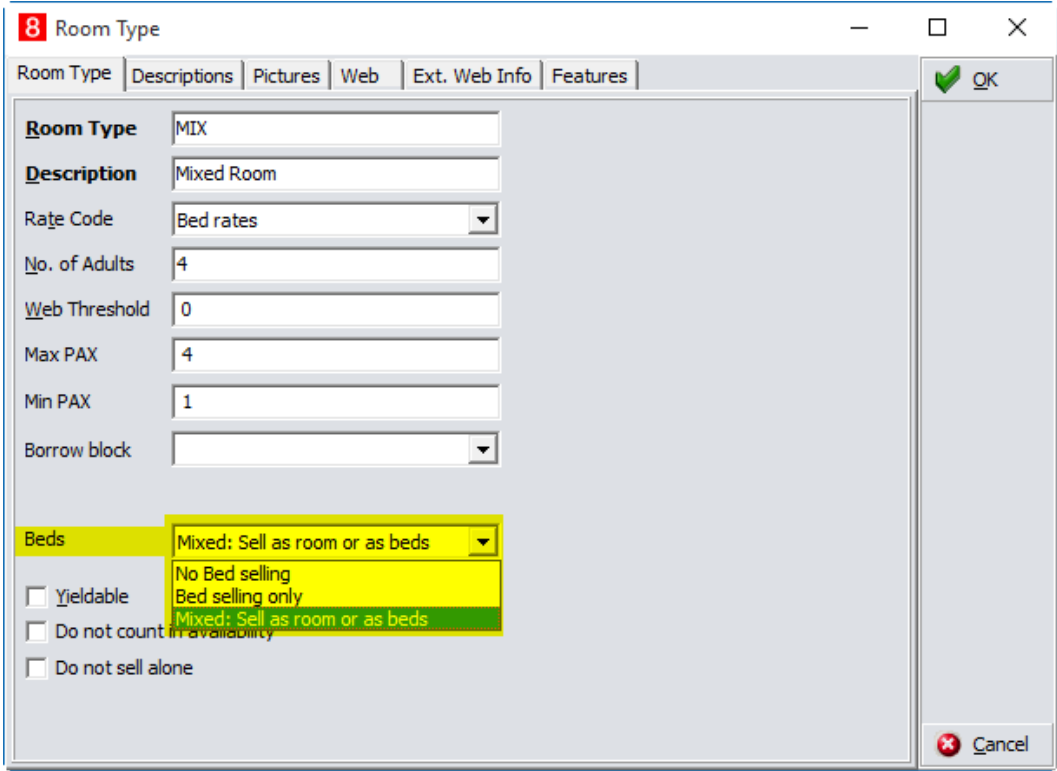 8 Room Type
Room Type Descriptions Pictures Web Ext. Web Info Features
OK
Room Type MIX
Description Mixed Room
Rate Code Bed rates
No. of Adults 4
Web Threshold 0
Max PAX 4
Min PAX 1
Borrow block
Beds Mixed: Sell as room or as beds
No Bed selling
Bed selling only
Mixed: Sell as room or as beds
Yieldable
Do not count in availability
Do not sell alone
Cancel